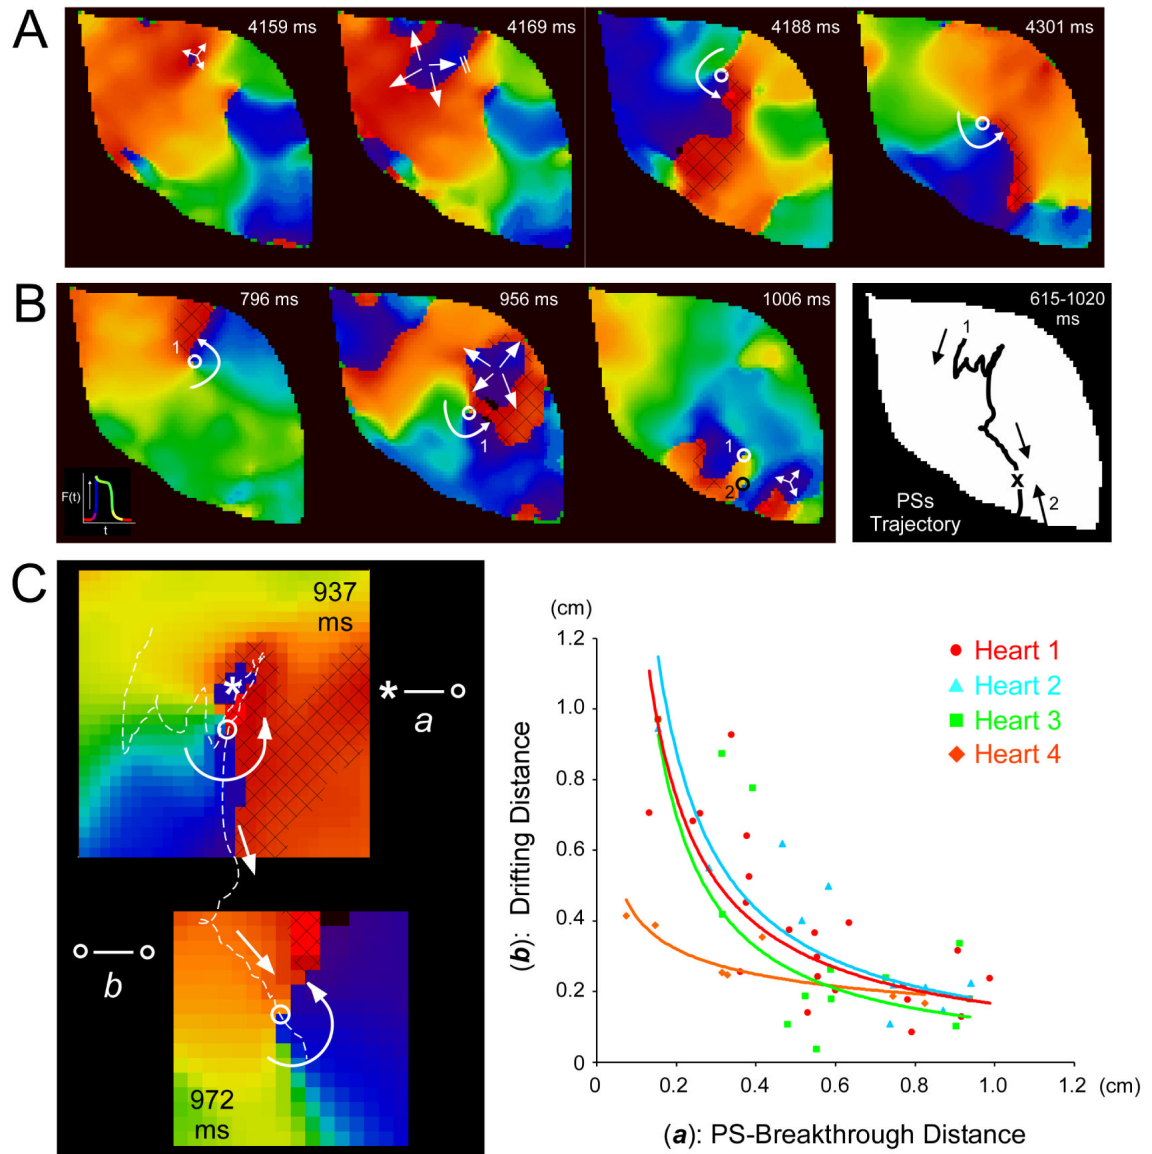 A
4159 ms
4169 ms
4188 ms
4301 ms
B
796 ms
1
F(t)
t
956 ms
1
1006 ms
1
2
615-1020
ms
1
x
2
PSs
Trajectory
C
937
ms
*
* — o
a
o — o
b
972
ms
(cm)
1.2
1.0
0.8
0.6
0.4
0.2
0
0 0.2 0.4 0.6 0.8 1.0 1.2 (cm)
(b): Drifting Distance
(a): PS-Breakthrough Distance
Heart 1
Heart 2
Heart 3
Heart 4